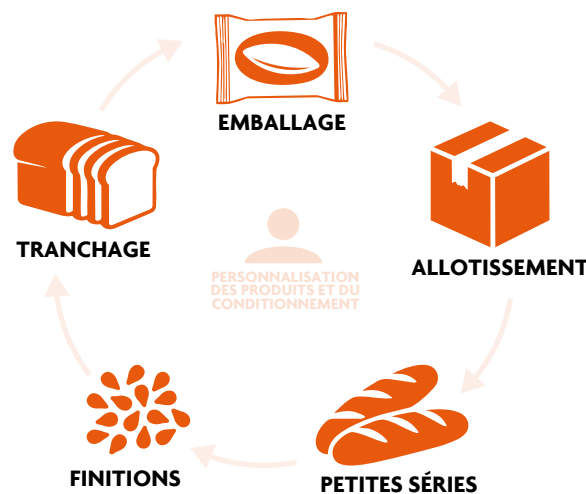 EMBALLAGE
TRANCHAGE
ALLOTISSEMENT
PERSONNALISATION
DES PRODUITS ET DU
CONDITIONNEMENT
FINITIONS
PETITES SÉRIES